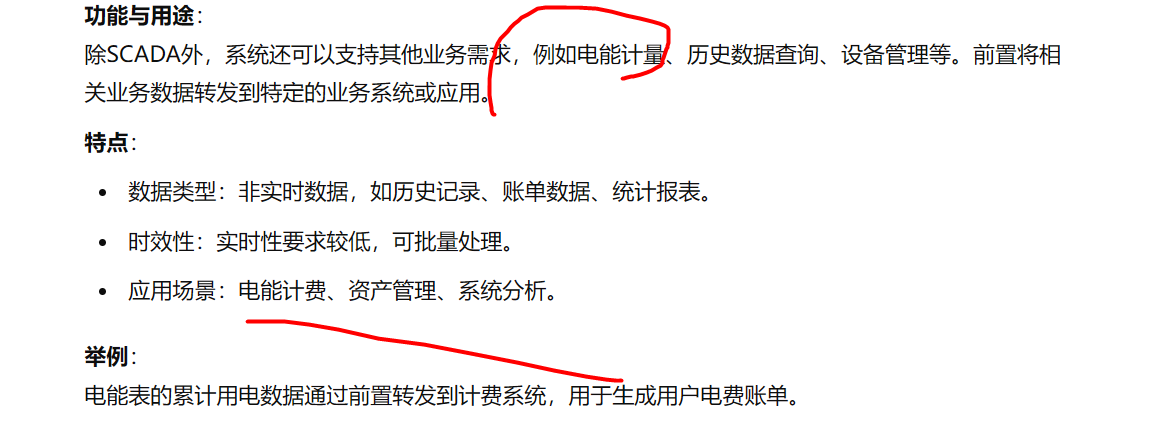 功能与用途：
除SCADA外，系统还可以支持其他业务需求，例如电能计量、历史数据查询、设备管理等。前置将相
关业务数据转发到特定的业务系统或应用。
特点：
• 数据类型：非实时数据，如历史记录、账单数据、统计报表。
• 时效性：实时性要求较低，可批量处理。
• 应用场景：电能计费、资产管理、系统分析。
举例：
电能表的累计用电数据通过前置转发到计费系统，用于生成用户电费账单。